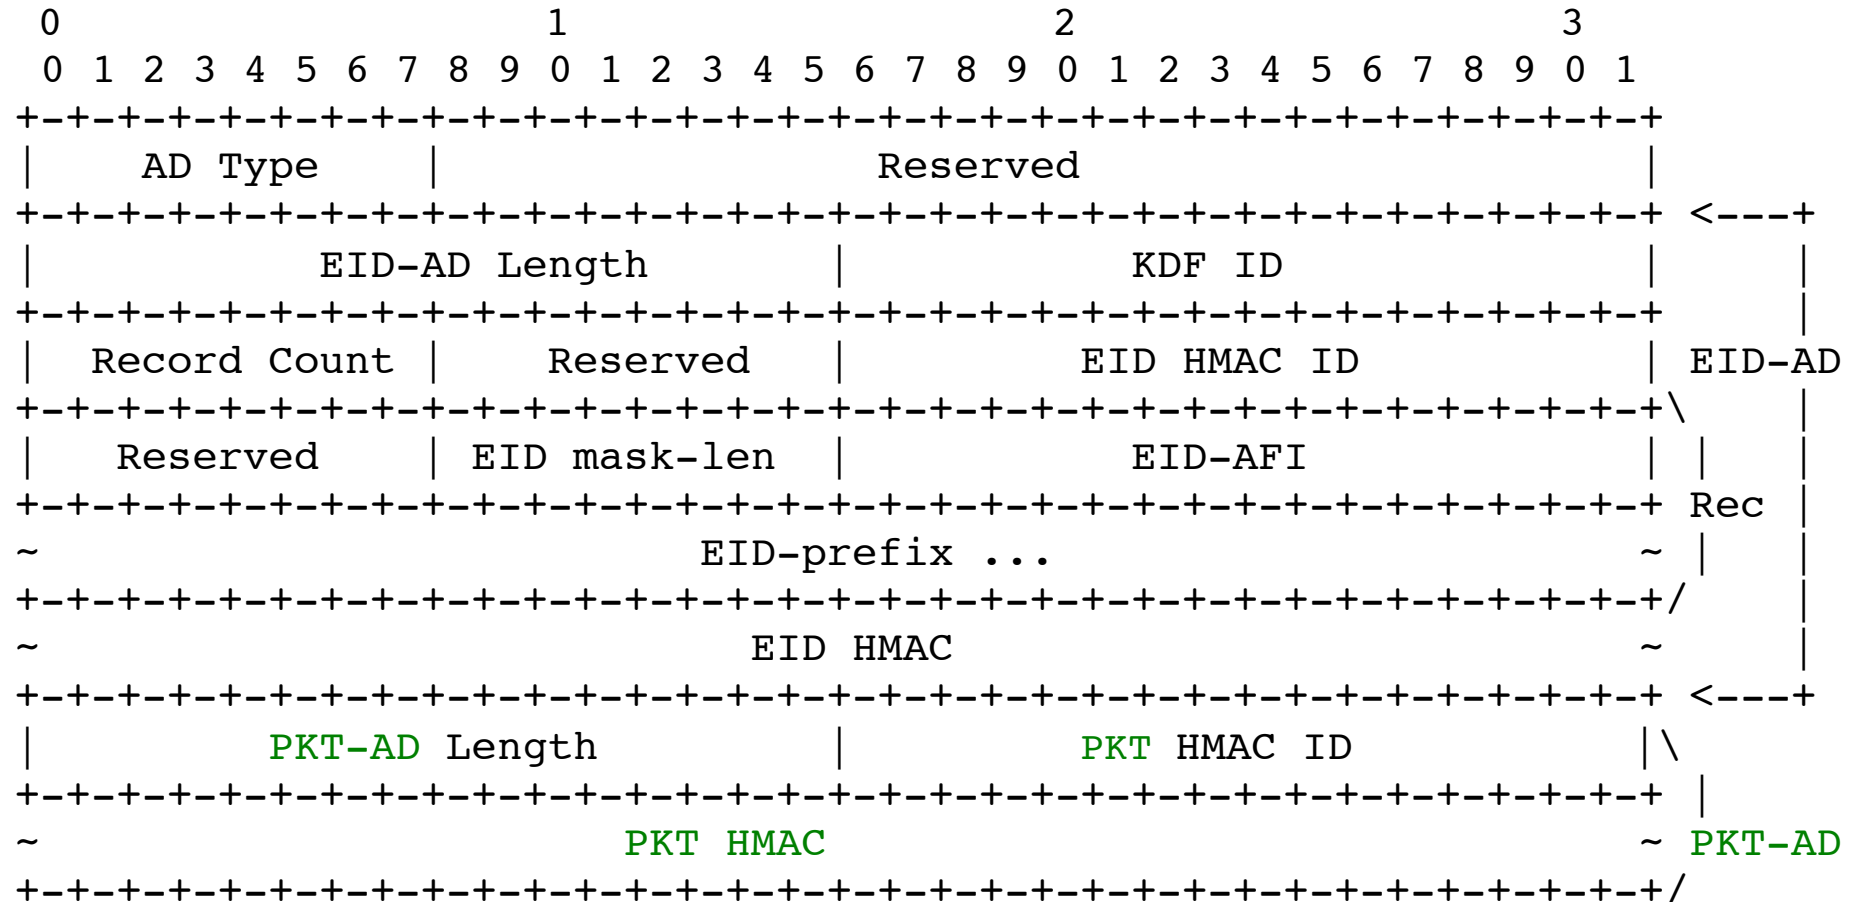 0                   1                   2                   3
 0 1 2 3 4 5 6 7 8 9 0 1 2 3 4 5 6 7 8 9 0 1 2 3 4 5 6 7 8 9 0 1
+-+-+-+-+-+-+-+-+-+-+-+-+-+-+-+-+-+-+-+-+-+-+-+-+-+-+-+-+-+-+-+-+
|    AD Type    |                 Reserved                      |
+-+-+-+-+-+-+-+-+-+-+-+-+-+-+-+-+-+-+-+-+-+-+-+-+-+-+-+-+-+-+-+-+ <---+
|           EID-AD Length       |           KDF ID              |     |
+-+-+-+-+-+-+-+-+-+-+-+-+-+-+-+-+-+-+-+-+-+-+-+-+-+-+-+-+-+-+-+-+     |
|  Record Count |    Reserved   |         EID HMAC ID           | EID-AD
+-+-+-+-+-+-+-+-+-+-+-+-+-+-+-+-+-+-+-+-+-+-+-+-+-+-+-+-+-+-+-+-+\    |
|   Reserved    | EID mask-len  |           EID-AFI             | |   |
+-+-+-+-+-+-+-+-+-+-+-+-+-+-+-+-+-+-+-+-+-+-+-+-+-+-+-+-+-+-+-+-+ Rec |
~                          EID-prefix ...                       ~ |   |
+-+-+-+-+-+-+-+-+-+-+-+-+-+-+-+-+-+-+-+-+-+-+-+-+-+-+-+-+-+-+-+-+/    |
~                            EID HMAC                           ~     |
+-+-+-+-+-+-+-+-+-+-+-+-+-+-+-+-+-+-+-+-+-+-+-+-+-+-+-+-+-+-+-+-+ <---+
|         PKT-AD Length         |         PKT HMAC ID           |\
+-+-+-+-+-+-+-+-+-+-+-+-+-+-+-+-+-+-+-+-+-+-+-+-+-+-+-+-+-+-+-+-+ |
~                       PKT HMAC                                ~ PKT-AD
+-+-+-+-+-+-+-+-+-+-+-+-+-+-+-+-+-+-+-+-+-+-+-+-+-+-+-+-+-+-+-+-+/